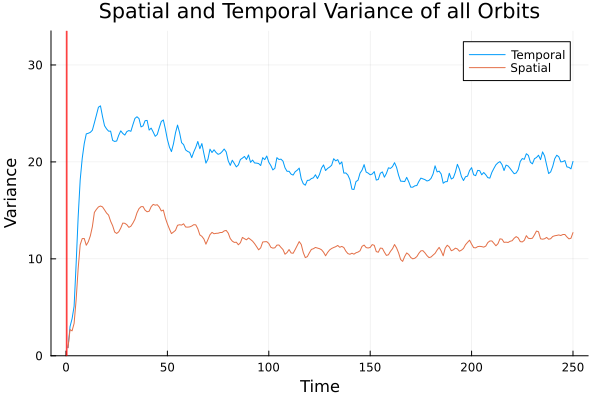 Spatial and Temporal Variance of all Orbits
Temporal
Spatial
Variance
30
20
10
0
0 50 100 150 200 250
Time